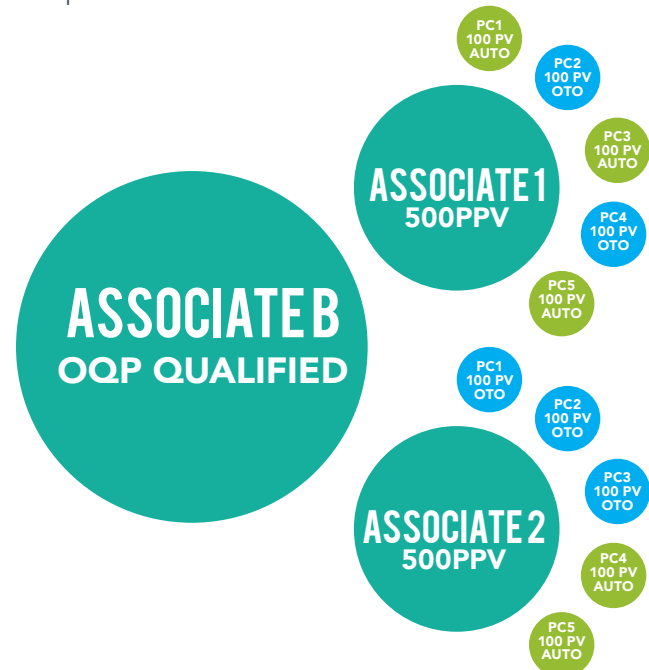 PC1
100 PV
AUTO
PC2
100 PV
OTO
PC3
100 PV
AUTO
ASSOCIATE 1
500PPV
PC4
100 PV
OTO
PC5
100 PV
AUTO
ASSOCIATE B
OQP QUALIFIED
PC1
100 PV
OTO
PC2
100 PV
OTO
PC3
100 PV
OTO
ASSOCIATE 2
500PPV
PC4
100 PV
AUTO
PC5
100 PV
AUTO